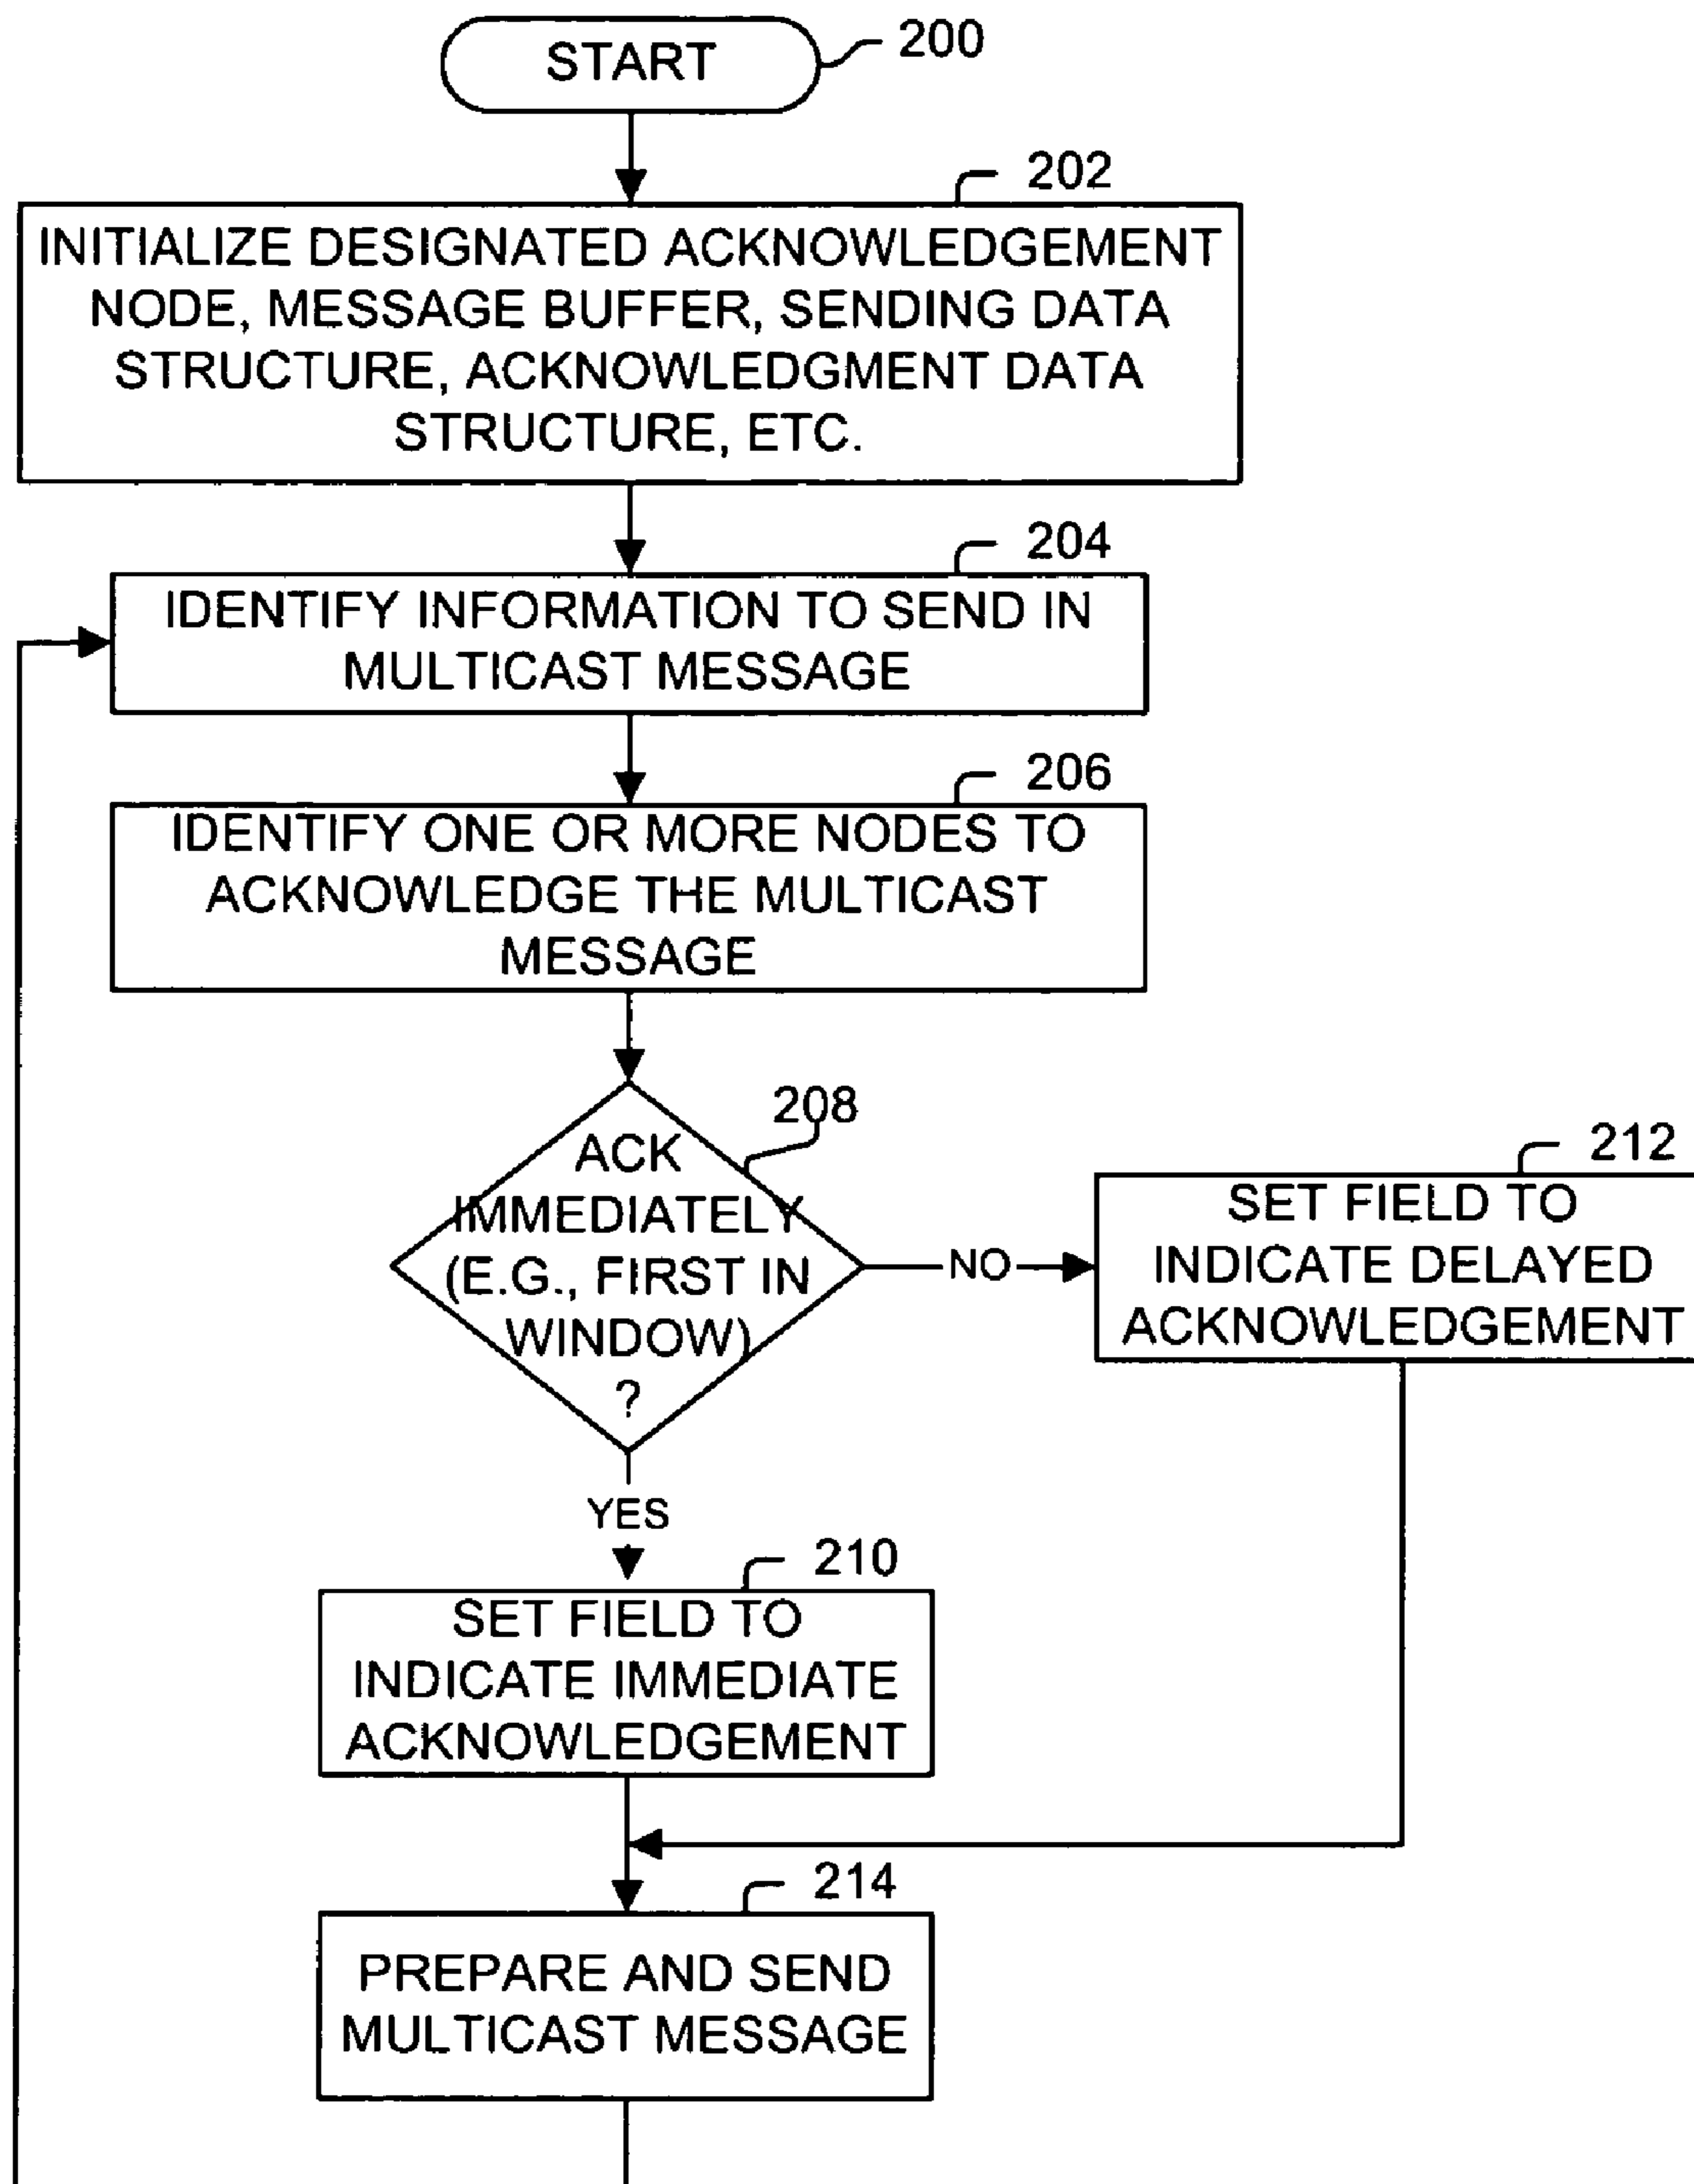 START
200
202
INITIALIZE DESIGNATED ACKNOWLEDGEMENT
NODE, MESSAGE BUFFER, SENDING DATA
STRUCTURE, ACKNOWLEDGMENT DATA
STRUCTURE, ETC.
204
IDENTIFY INFORMATION TO SEND IN
MULTICAST MESSAGE
206
IDENTIFY ONE OR MORE NODES TO
ACKNOWLEDGE THE MULTICAST
MESSAGE
208
ACK
IMMEDIATELY
(E.G., FIRST IN
WINDOW)
?
NO
212
SET FIELD TO
INDICATE DELAYED
ACKNOWLEDGEMENT
YES
210
SET FIELD TO
INDICATE IMMEDIATE
ACKNOWLEDGEMENT
214
PREPARE AND SEND
MULTICAST MESSAGE